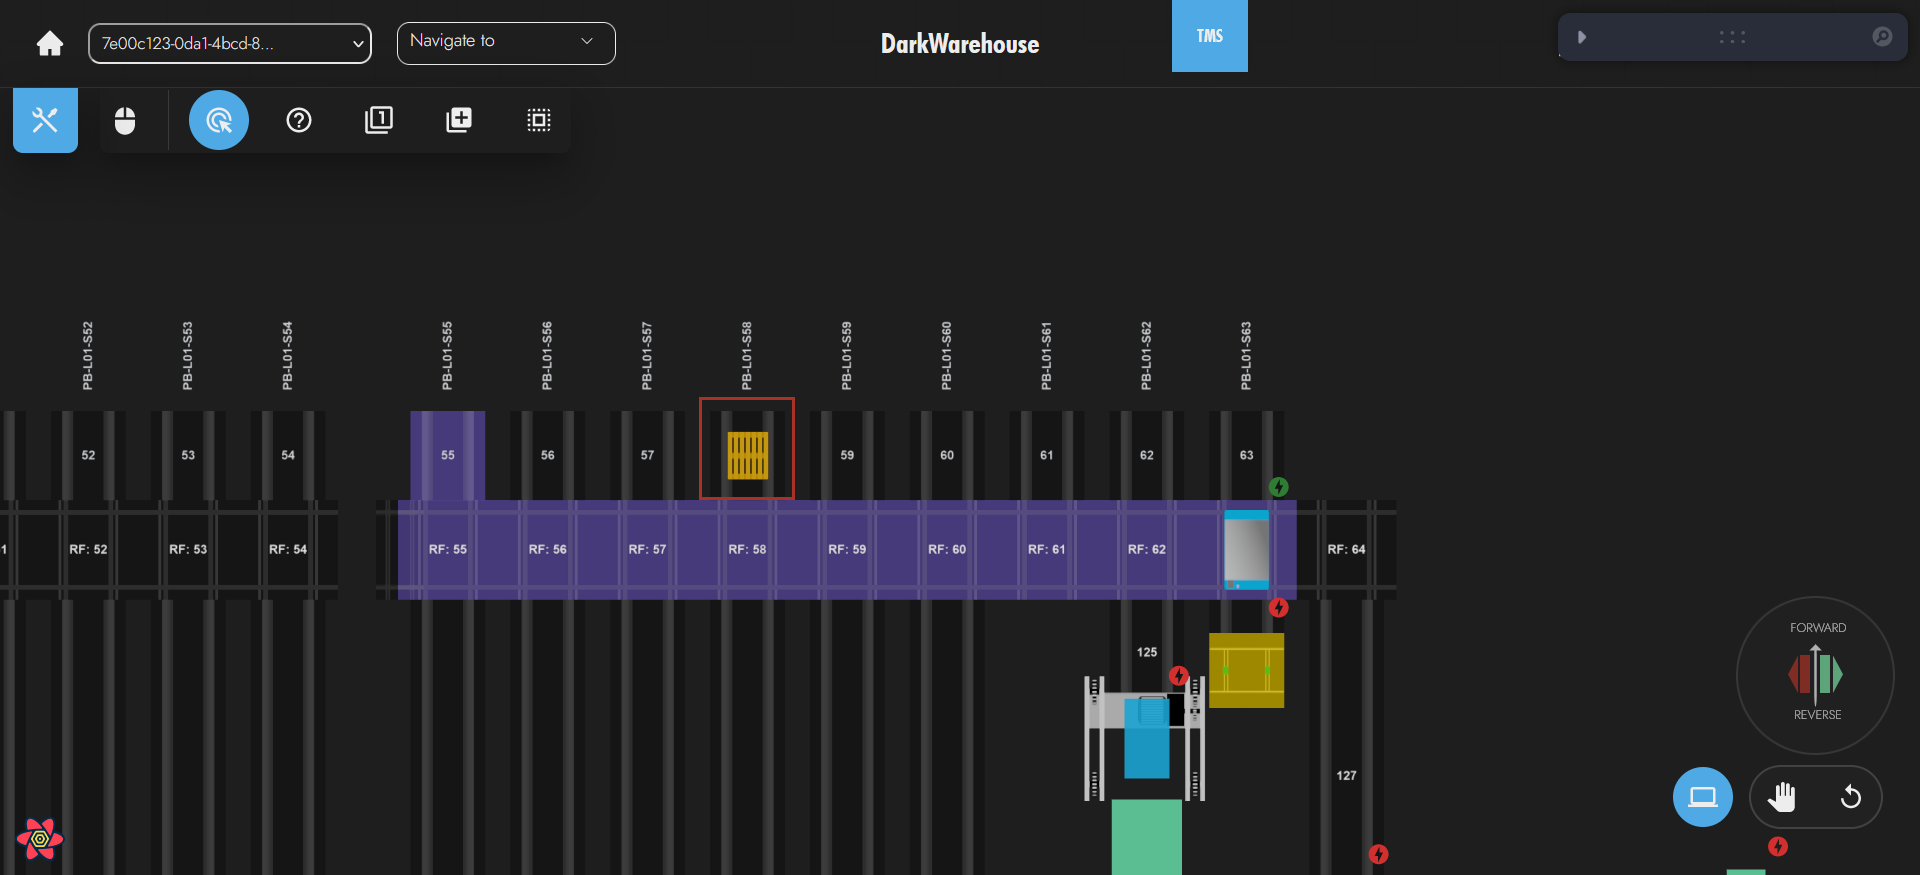 7e00c123-0da1-4bcd-8...
Navigate to
DarkWarehouse
TMS
1
PB-L01-S52
PB-L01-S53
PB-L01-S54
PB-L01-S55
PB-L01-S56
PB-L01-S57
PB-L01-S58
PB-L01-S59
PB-L01-S60
PB-L01-S61
PB-L01-S62
PB-L01-S63
52
53
54
55
56
57
59
60
61
62
63
1
RF: 52
RF: 53
RF: 54
RF: 55
RF: 56
RF: 57
RF: 58
RF: 59
RF: 60
RF: 61
RF: 62
RF: 64
125
FORWARD
REVERSE
127